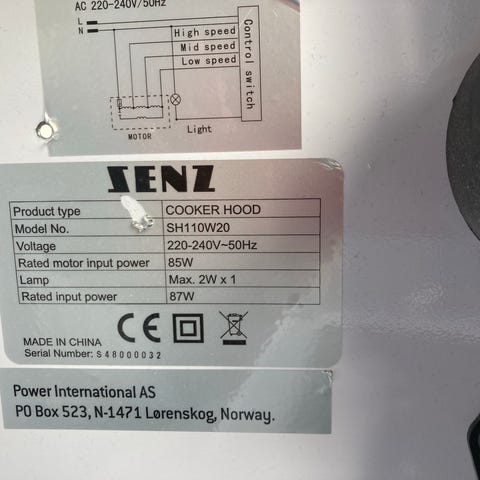 AC 220-240V/50Hz
L
N
High speed
Mid speed
Low speed
Control switch
MOTOR
Light
SENZ
Product type COOKER HOOD
Model No. SH110W20
Voltage 220-240V~50Hz
Rated motor input power 85W
Lamp Max. 2W x 1
Rated input power 87W
CE
MADE IN CHINA
Serial Number: S48000032
Power International AS
PO Box 523, N-1471 Lørenskog, Norway.